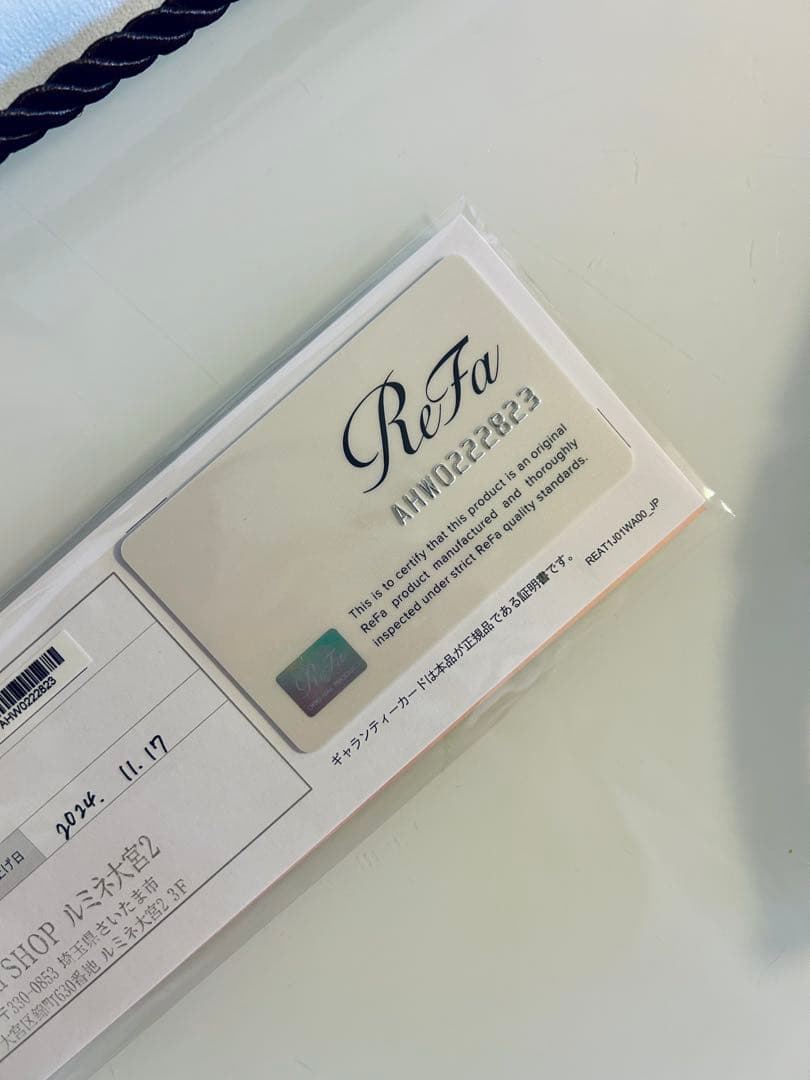 ReFa
AHW0222823
This is to certify that this product is an original
ReFa product manufactured and thoroughly
inspected under strict ReFa quality standards.
ReFa
ギャランティーカードは本品が正規品である証明書です。
REAT1J01WA00_JP
AHW0222823
2024. 11. 17
げ日
SHOP ルミネ大宮2
〒330-0853 埼玉県さいたま市
大宮区錦町630番地 ルミネ大宮2 3F